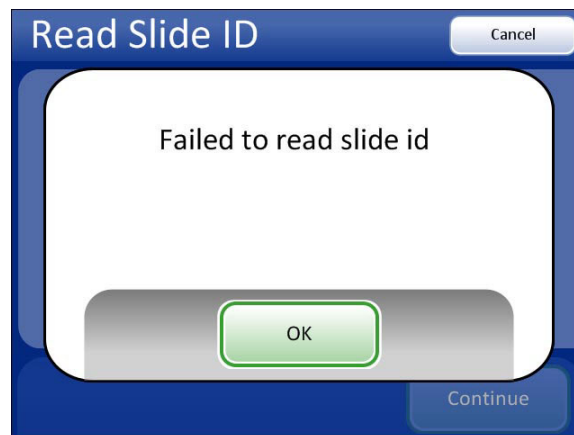 Read Slide ID
Cancel
Failed to read slide id
OK
Continue